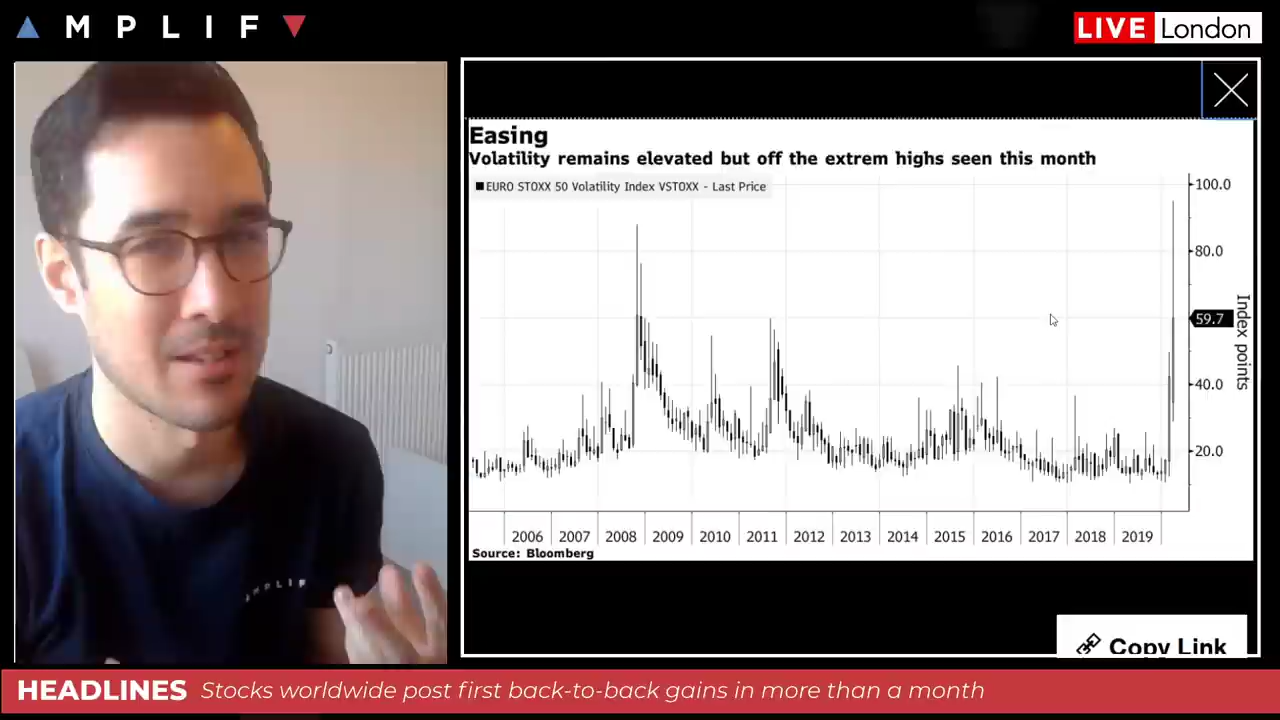 MPLIF
LIVE London
Easing
Volatility remains elevated but off the extrem highs seen this month
EURO STOXX 50 Volatility Index VSTOXX - Last Price
100.0
80.0
59.7
40.0
20.0
Index points
2006 2007 2008 2009 2010 2011 2012 2013 2014 2015 2016 2017 2018 2019
Source: Bloomberg
Copy Link
MPLIF
HEADLINES Stocks worldwide post first back-to-back gains in more than a month